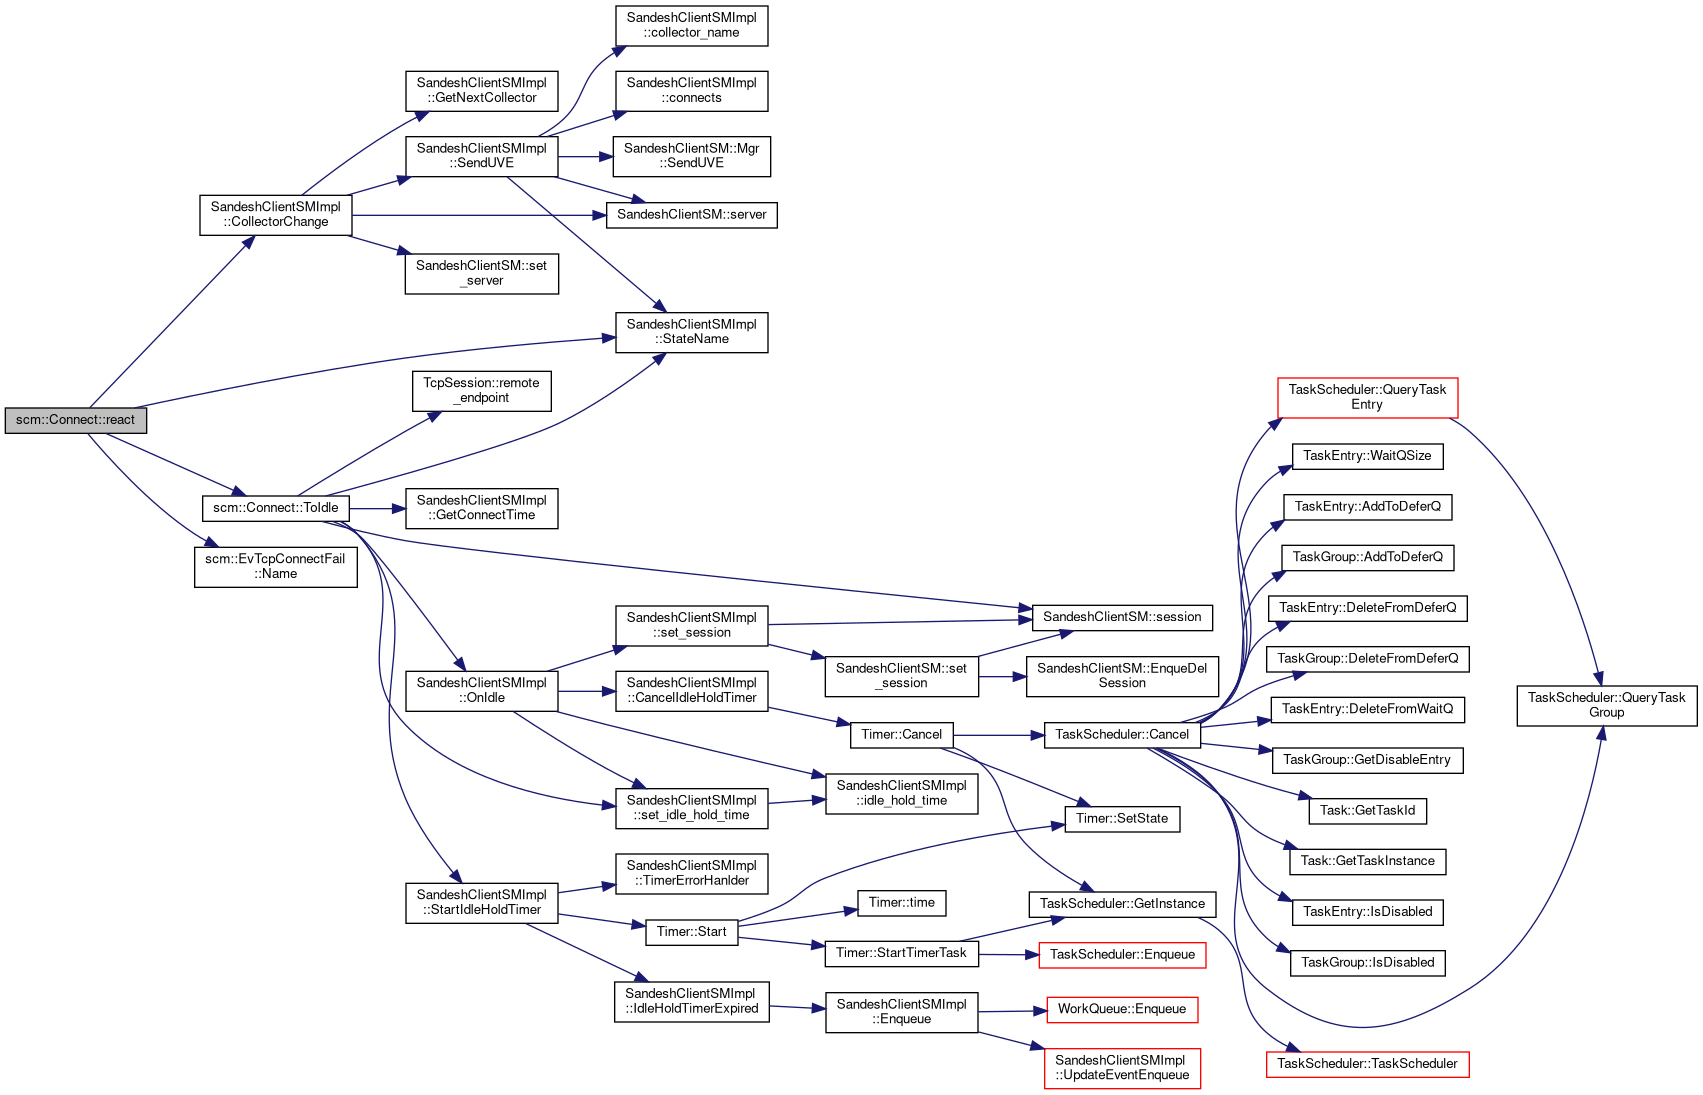 SandeshClientSMImpl
::collector_name
SandeshClientSMImpl
::GetNextCollector
SandeshClientSMImpl
::connects
SandeshClientSMImpl
::SendUVE
SandeshClientSM::Mgr
::SendUVE
SandeshClientSMImpl
::CollectorChange
SandeshClientSM::server
SandeshClientSM::set
_server
SandeshClientSMImpl
::StateName
TcpSession::remote
_endpoint
scm::Connect::react
scm::Connect::ToIdle
SandeshClientSMImpl
::GetConnectTime
scm::EvTcpConnectFail
::Name
SandeshClientSMImpl
::set_session
SandeshClientSM::session
SandeshClientSM::set
_session
SandeshClientSM::EnqueDel
Session
SandeshClientSMImpl
::OnIdle
SandeshClientSMImpl
::CancelIdleHoldTimer
Timer::Cancel
TaskScheduler::Cancel
SandeshClientSMImpl
::set_idle_hold_time
SandeshClientSMImpl
::idle_hold_time
Timer::SetState
SandeshClientSMImpl
::StartIdleHoldTimer
SandeshClientSMImpl
::TimerErrorHanlder
Timer::time
TaskScheduler::GetInstance
Timer::Start
Timer::StartTimerTask
TaskScheduler::Enqueue
SandeshClientSMImpl
::IdleHoldTimerExpired
SandeshClientSMImpl
::Enqueue
WorkQueue::Enqueue
SandeshClientSMImpl
::UpdateEventEnqueue
TaskScheduler::QueryTask
Entry
TaskEntry::WaitQSize
TaskEntry::AddToDeferQ
TaskGroup::AddToDeferQ
TaskEntry::DeleteFromDeferQ
TaskGroup::DeleteFromDeferQ
TaskEntry::DeleteFromWaitQ
TaskGroup::GetDisableEntry
Task::GetTaskId
Task::GetTaskInstance
TaskEntry::IsDisabled
TaskGroup::IsDisabled
TaskScheduler::TaskScheduler
TaskScheduler::QueryTask
Group